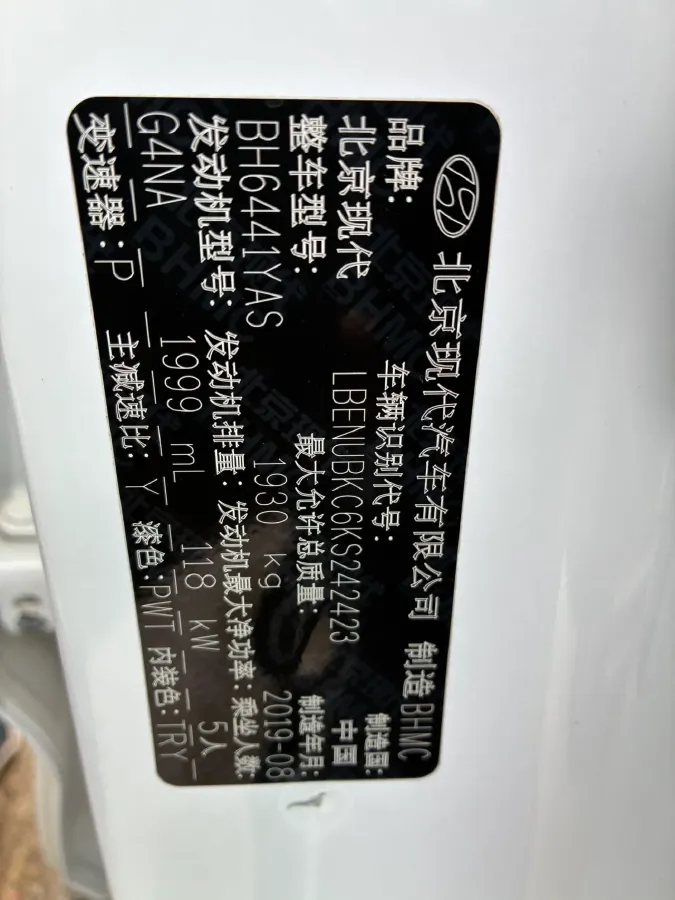 北京现代汽车有限公司 制造 BHMC
品牌: 车辆识别代号: 制造国:
北京现代 LBENUBKC6KS242423 中国
整车型号: 最大允许总质量: 制造年月:
BH6441YAS 1930 kg 2019-08
发动机型号: 发动机排量: 发动机最大净功率: 乘坐人数:
G4NA 1999 mL 118 kW 5人
变速器: P 主减速比: Y 漆色: PWT 内装色: TRY